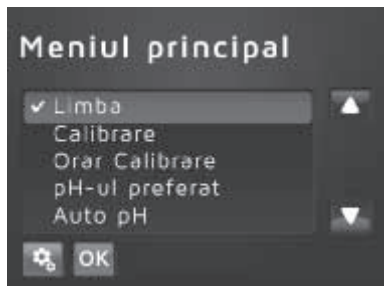 Meniul principal
Limba
Calibrare
Orar Calibrare
pH-ul preferat
Auto pH
OK